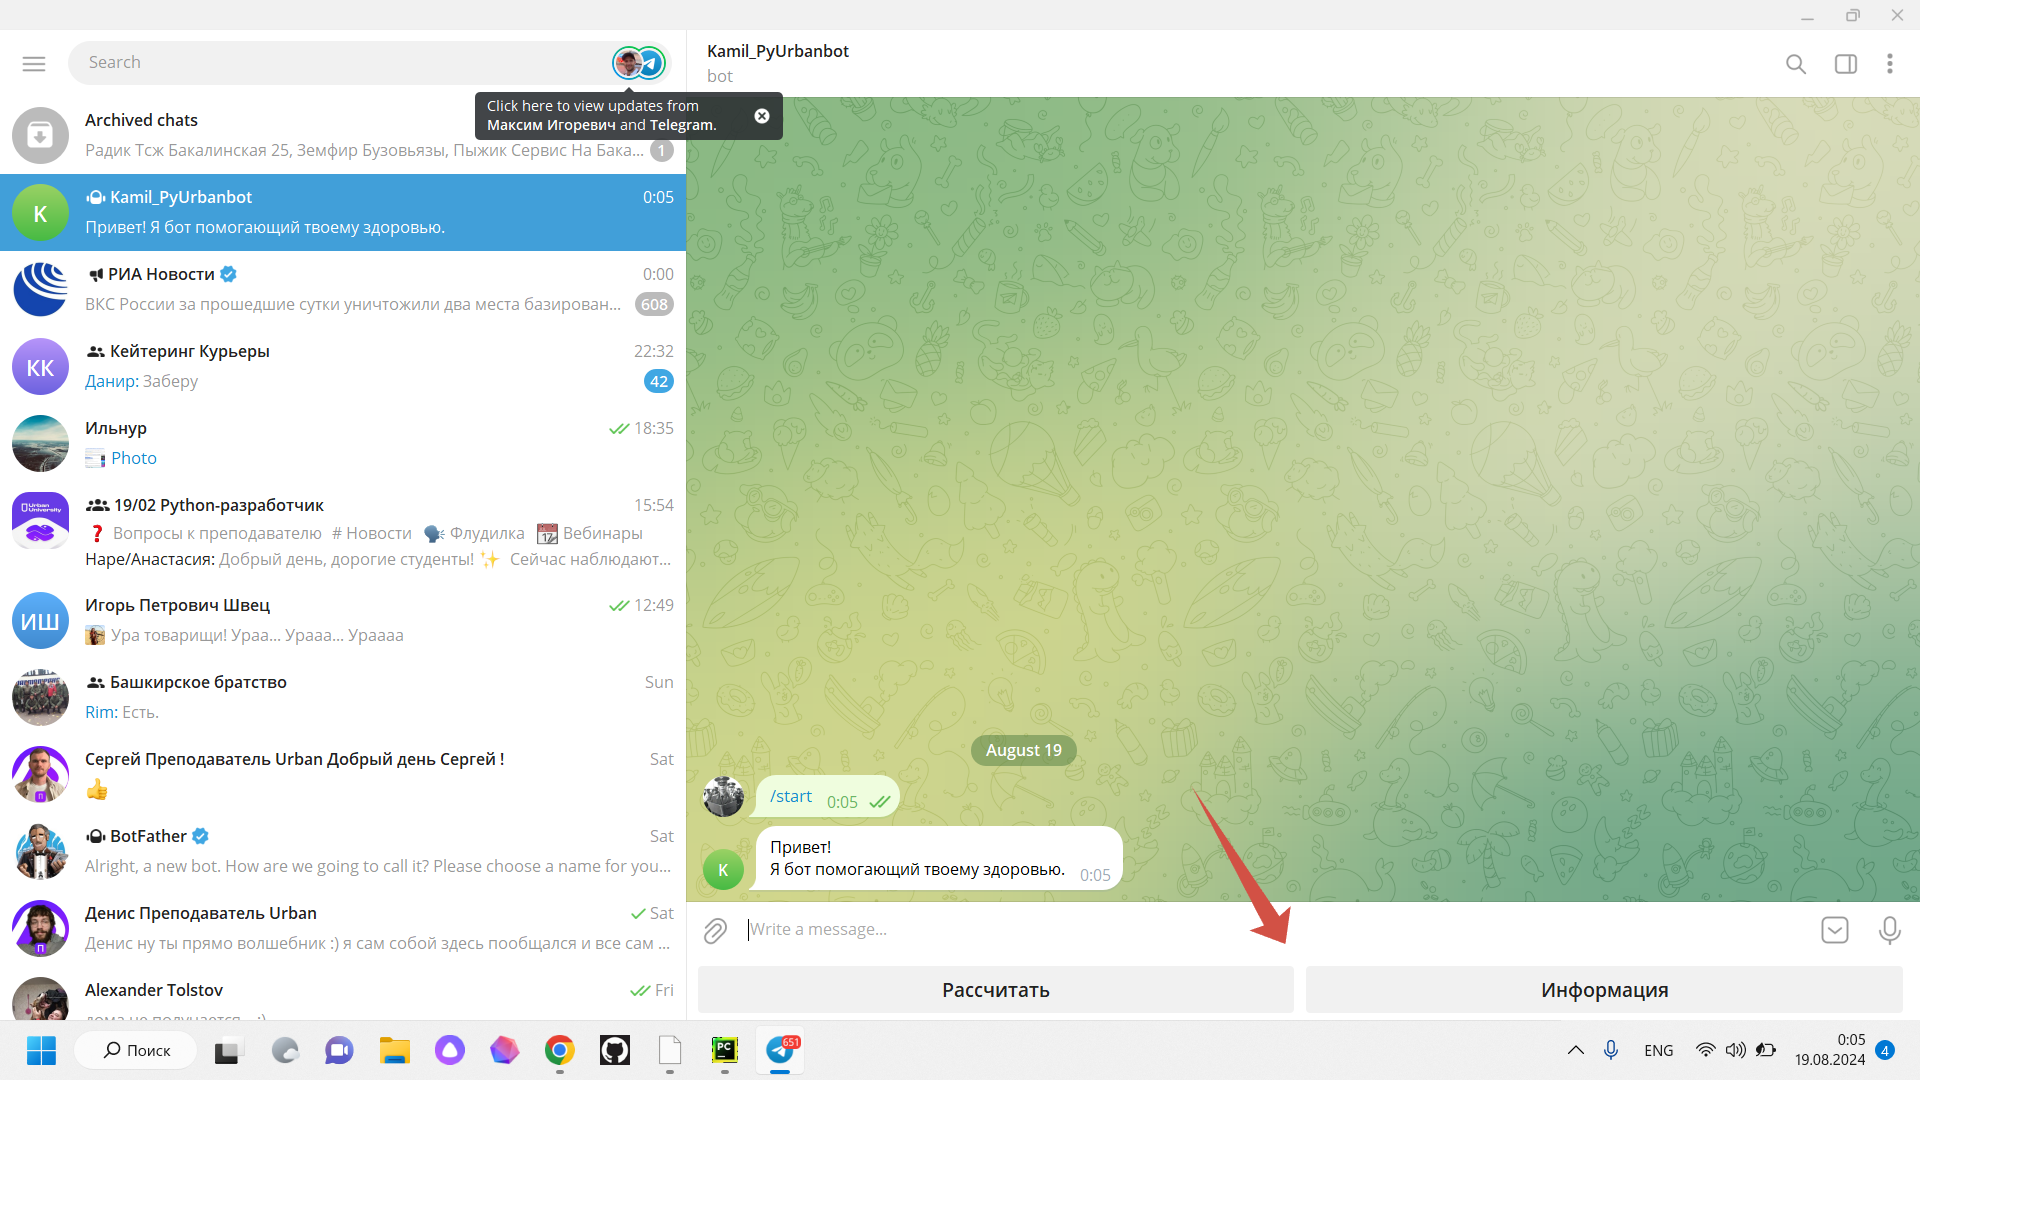 Search
Click here to view updates from
Максим Игоревич and Telegram.
Archived chats
Радик Тсж Бакалинская 25, Земфир Бузовьязы, Пыжик Сервис На Бака...
1
K
Kamil_PyUrbanbot
0:05
Привет! Я бот помогающий твоему здоровью.
РИА Новости
0:00
ВКС России за прошедшие сутки уничтожили два места базирован...
608
КК
Кейтеринг Курьеры
22:32
Данир: Заберу
42
Ильнур
18:35
Photo
Urban University
19/02 Python-разработчик
15:54
Вопросы к преподавателю # Новости Флудилка Вебинары
Наре/Анастасия: Добрый день, дорогие студенты! Сейчас наблюдают...
ИШ
Игорь Петрович Швец
12:49
Ура товарищи! Ураа... Урааа... Ураааа
Башкирское братство
Sun
Rim: Есть.
Сергей Преподаватель Urban Добрый день Сергей !
Sat
BotFather
Sat
Alright, a new bot. How are we going to call it? Please choose a name for you...
Денис Преподаватель Urban
Sat
Денис ну ты прямо волшебник :) я сам собой здесь пообщался и все сам ...
Alexander Tolstov
Fri
дома не получается...:)
Kamil_PyUrbanbot
bot
August 19
/start 0:05
K
Привет!
Я бот помогающий твоему здоровью. 0:05
Write a message...
Рассчитать
Информация
Поиск
PC
651
ENG
0:05
19.08.2024
4